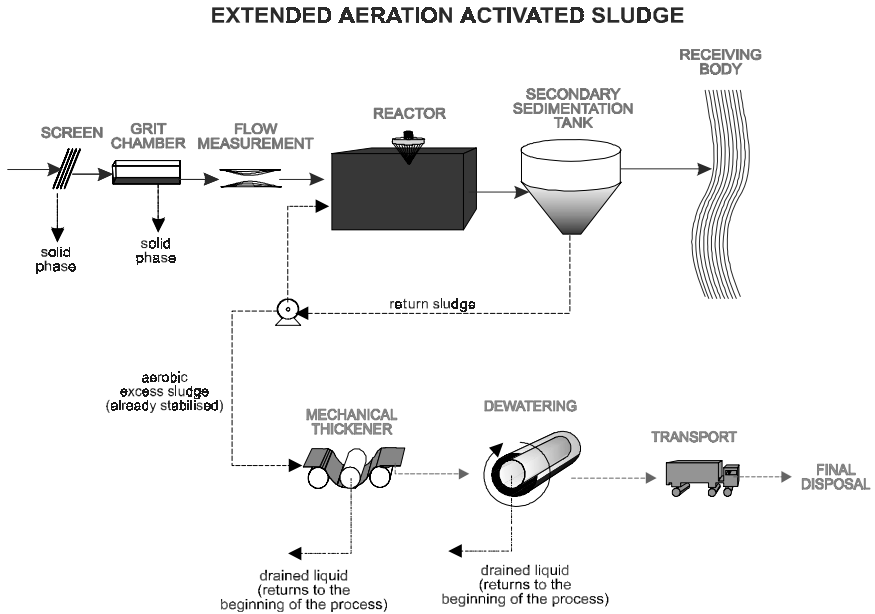 EXTENDED AERATION ACTIVATED SLUDGE
RECEIVING
BODY
SECONDARY
SEDIMENTATION
TANK
REACTOR
FLOW
MEASUREMENT
GRIT
CHAMBER
SCREEN
solid
phase
solid
phase
return sludge
aerobic
excess sludge
(already stabilised)
MECHANICAL
THICKENER
DEWATERING
TRANSPORT
FINAL
DISPOSAL
drained liquid
(returns to the
beginning of the process)
drained liquid
(returns to the
beginning of the process)